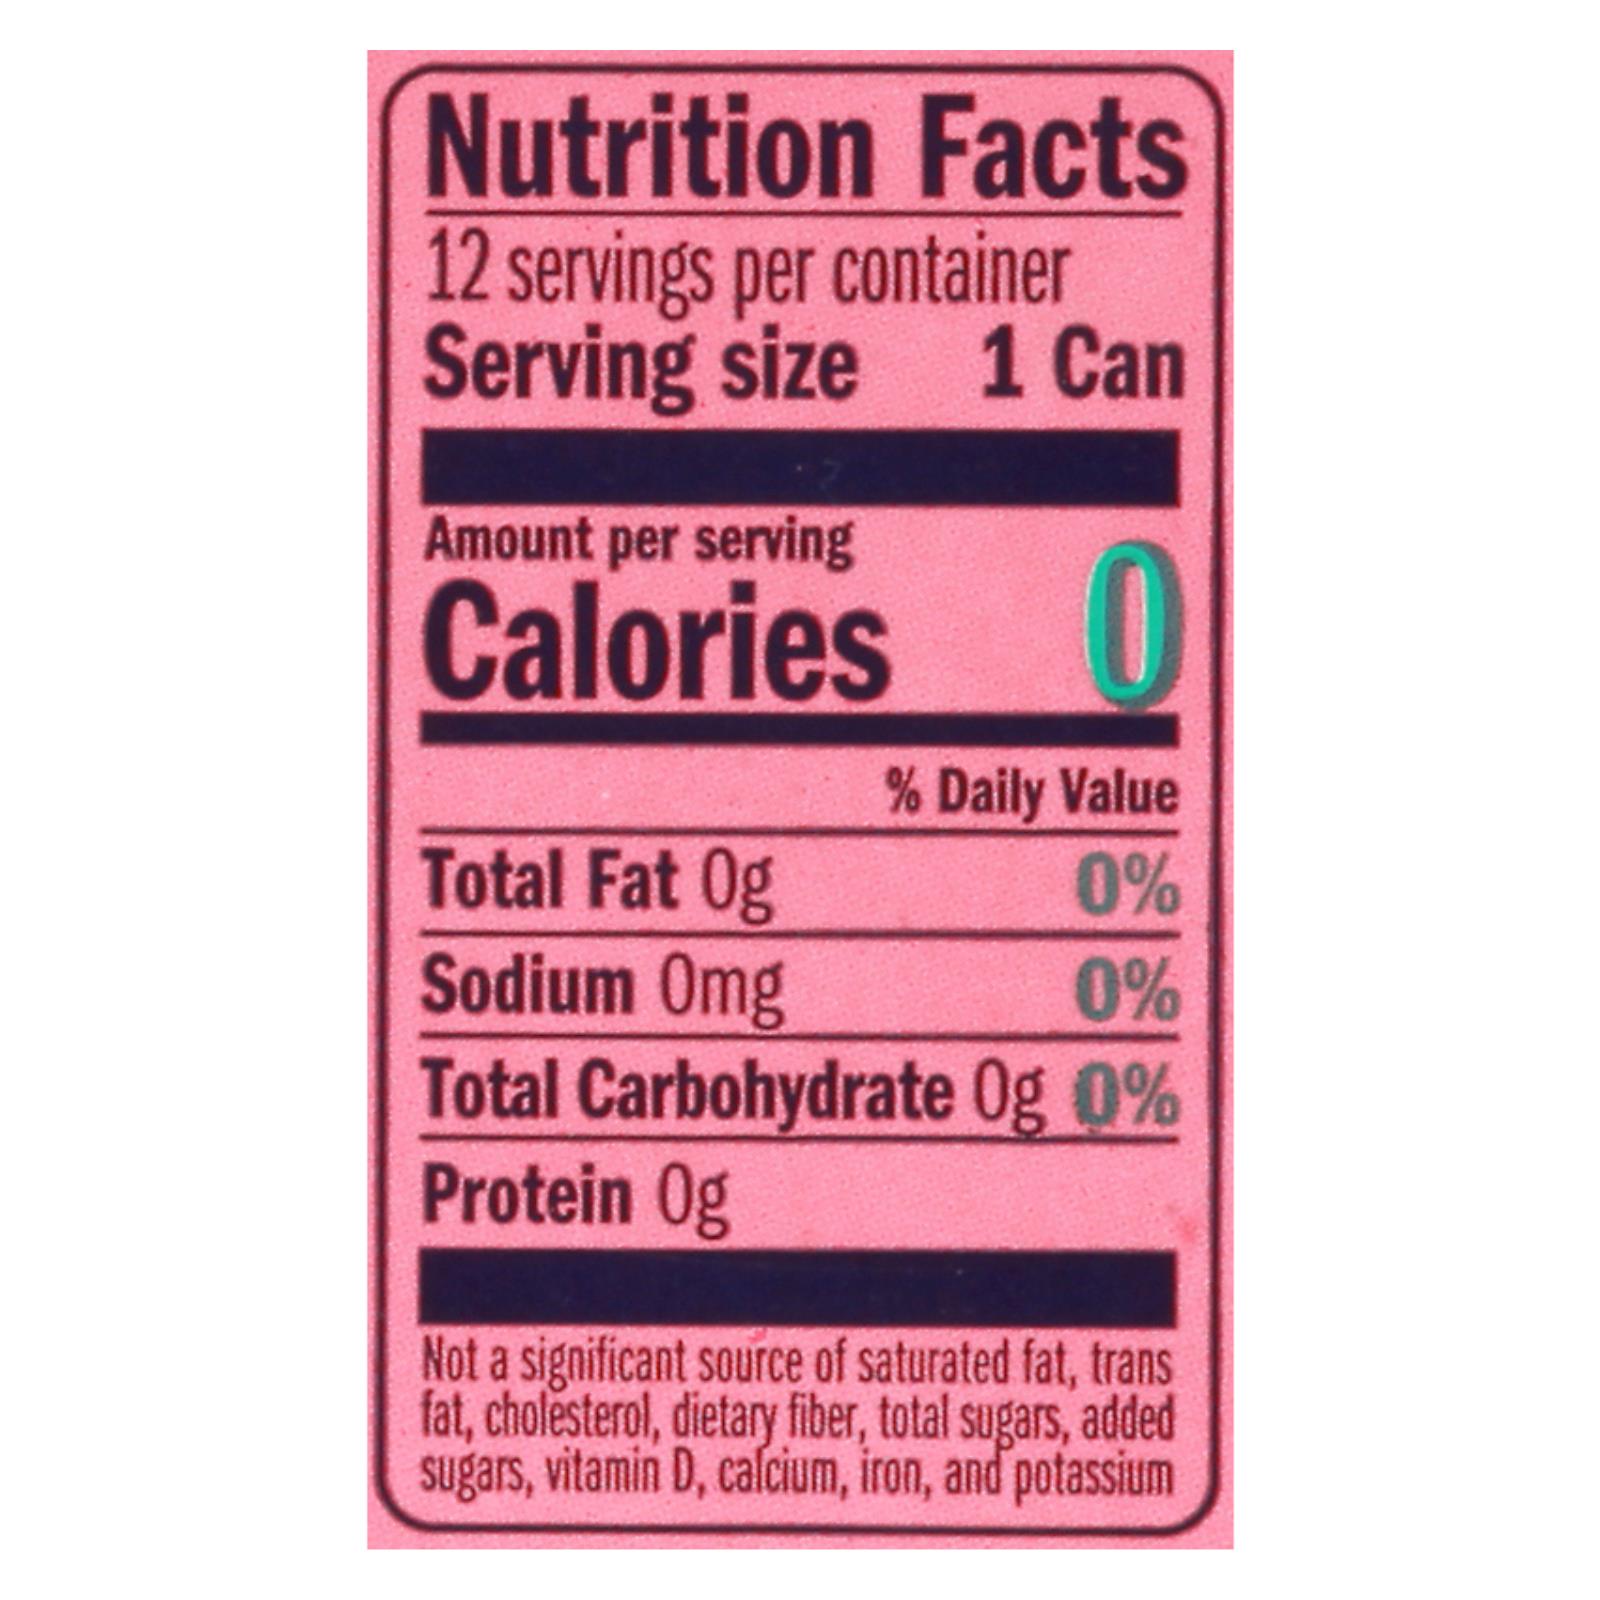 Nutrition Facts
12 servings per container
Serving size 1 Can
Amount per serving
Calories 0
% Daily Value
Total Fat 0g 0%
Sodium 0mg 0%
Total Carbohydrate 0g 0%
Protein 0g
Not a significant source of saturated fat, trans
fat, cholesterol, dietary fiber, total sugars, added
sugars, vitamin D, calcium, iron, and potassium